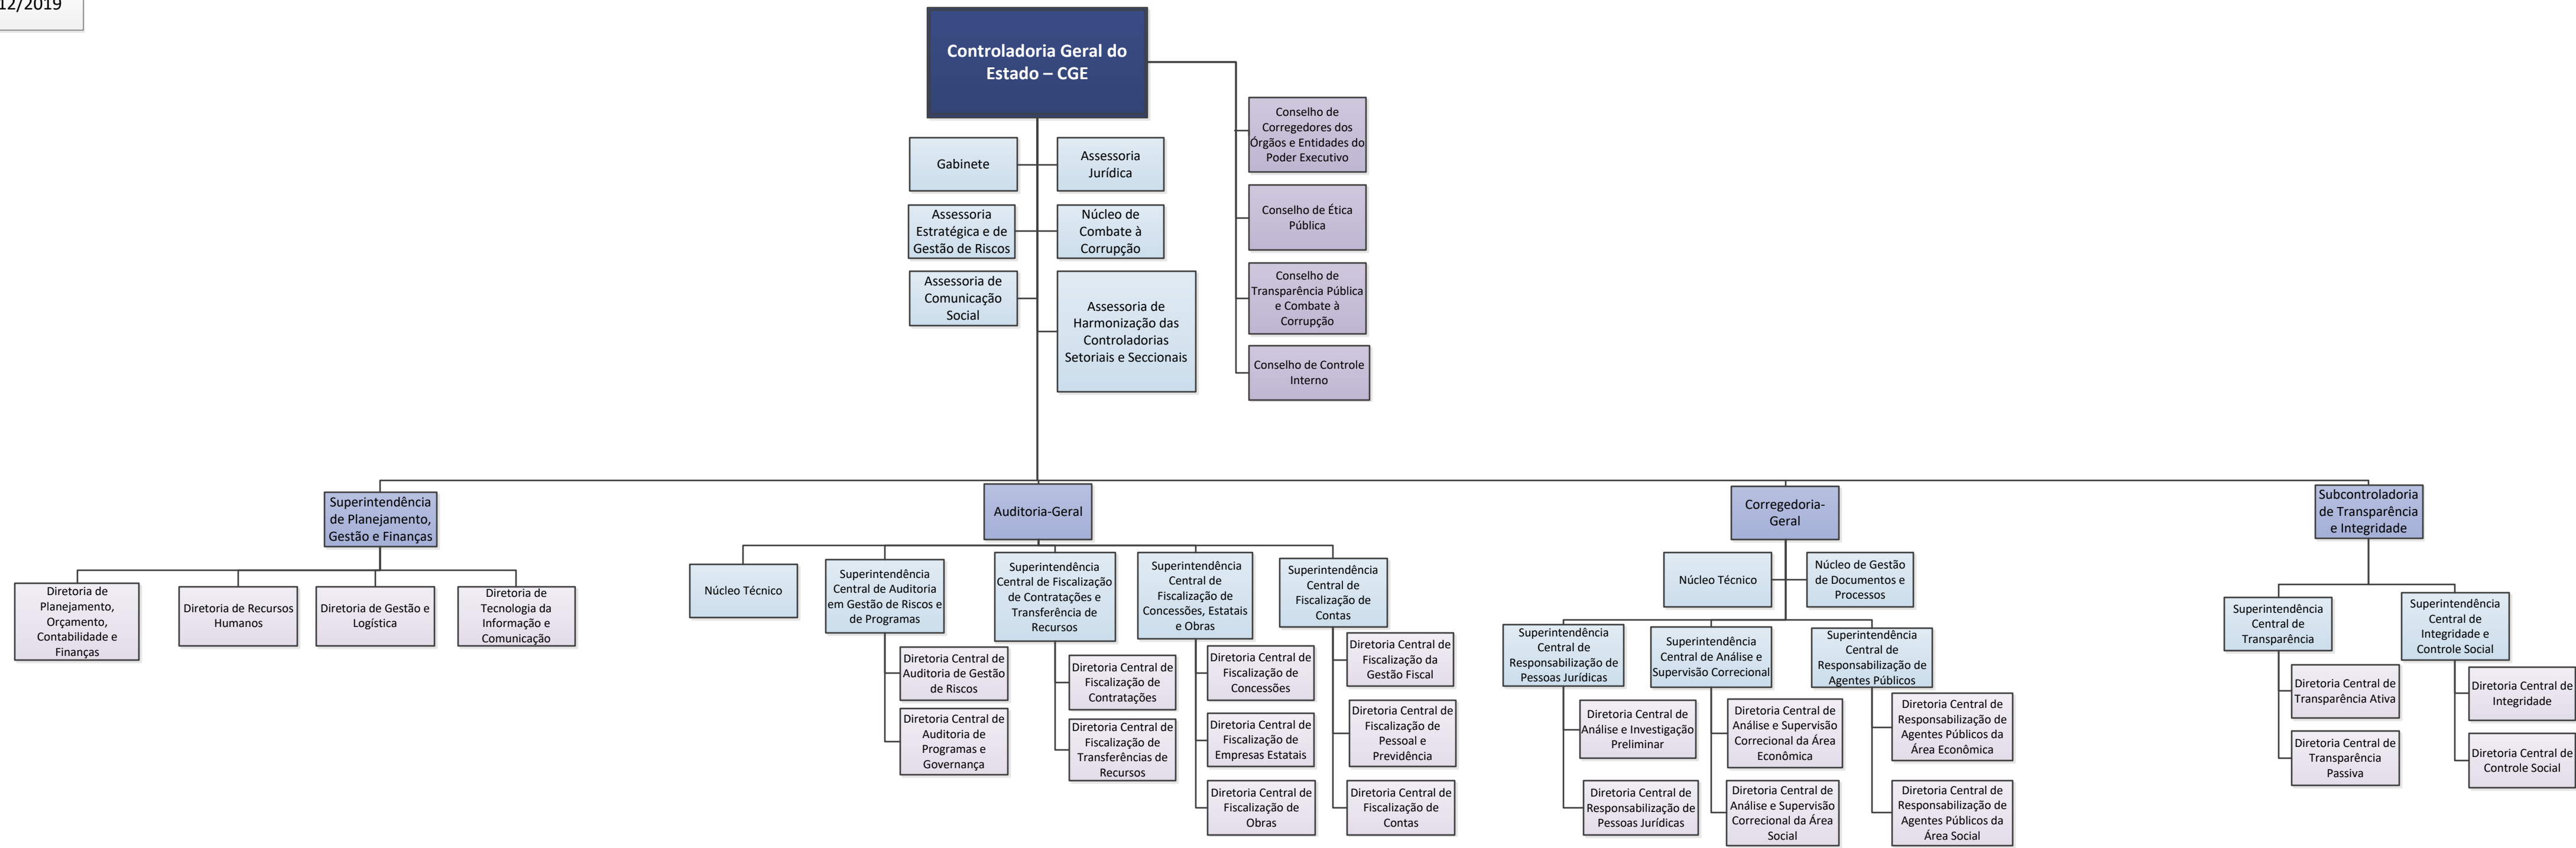 12/2019
Controladoria Geral do
Estado – CGE
Conselho de
Corregedores dos
Órgãos e Entidades do
Poder Executivo
Gabinete
Assessoria
Jurídica
Conselho de Ética
Pública
Assessoria
Estratégica e de
Gestão de Riscos
Núcleo de
Combate à
Corrupção
Conselho de
Transparência Pública
e Combate à
Corrupção
Assessoria de
Comunicação
Social
Assessoria de
Harmonização das
Controladorias
Setoriais e Seccionais
Conselho de Controle
Interno
Superintendência
de Planejamento,
Gestão e Finanças
Auditoria-Geral
Corregedoria-
Geral
Subcontroladoria
de Transparência
e Integridade
Diretoria de
Planejamento,
Orçamento,
Contabilidade e
Finanças
Diretoria de Recursos
Humanos
Diretoria de Gestão e
Logística
Diretoria de
Tecnologia da
Informação e
Comunicação
Núcleo Técnico
Superintendência
Central de Auditoria
em Gestão de Riscos e
de Programas
Superintendência
Central de Fiscalização
de Contratações e
Transferência de
Recursos
Superintendência
Central de
Fiscalização de
Concessões, Estatais
e Obras
Superintendência
Central de
Fiscalização de
Contas
Diretoria Central de
Auditoria de Gestão
de Riscos
Diretoria Central de
Auditoria de
Programas e
Governança
Diretoria Central de
Fiscalização de
Contratações
Diretoria Central de
Fiscalização de
Transferências de
Recursos
Diretoria Central de
Fiscalização de
Concessões
Diretoria Central de
Fiscalização de
Empresas Estatais
Diretoria Central de
Fiscalização de
Obras
Diretoria Central de
Fiscalização da
Gestão Fiscal
Diretoria Central de
Fiscalização de
Pessoal e
Previdência
Diretoria Central de
Fiscalização de
Contas
Núcleo Técnico
Núcleo de Gestão
de Documentos e
Processos
Superintendência
Central de
Responsabilização de
Pessoas Jurídicas
Superintendência
Central de Análise e
Supervisão Correcional
Superintendência
Central de
Responsabilização de
Agentes Públicos
Diretoria Central de
Análise e Investigação
Preliminar
Diretoria Central de
Responsabilização de
Pessoas Jurídicas
Diretoria Central de
Análise e Supervisão
Correcional da Área
Econômica
Diretoria Central de
Análise e Supervisão
Correcional da Área
Social
Diretoria Central de
Responsabilização de
Agentes Públicos da
Área Econômica
Diretoria Central de
Responsabilização de
Agentes Públicos da
Área Social
Superintendência
Central de
Transparência
Superintendência
Central de
Integridade e
Controle Social
Diretoria Central de
Transparência Ativa
Diretoria Central de
Transparência
Passiva
Diretoria Central de
Integridade
Diretoria Central de
Controle Social